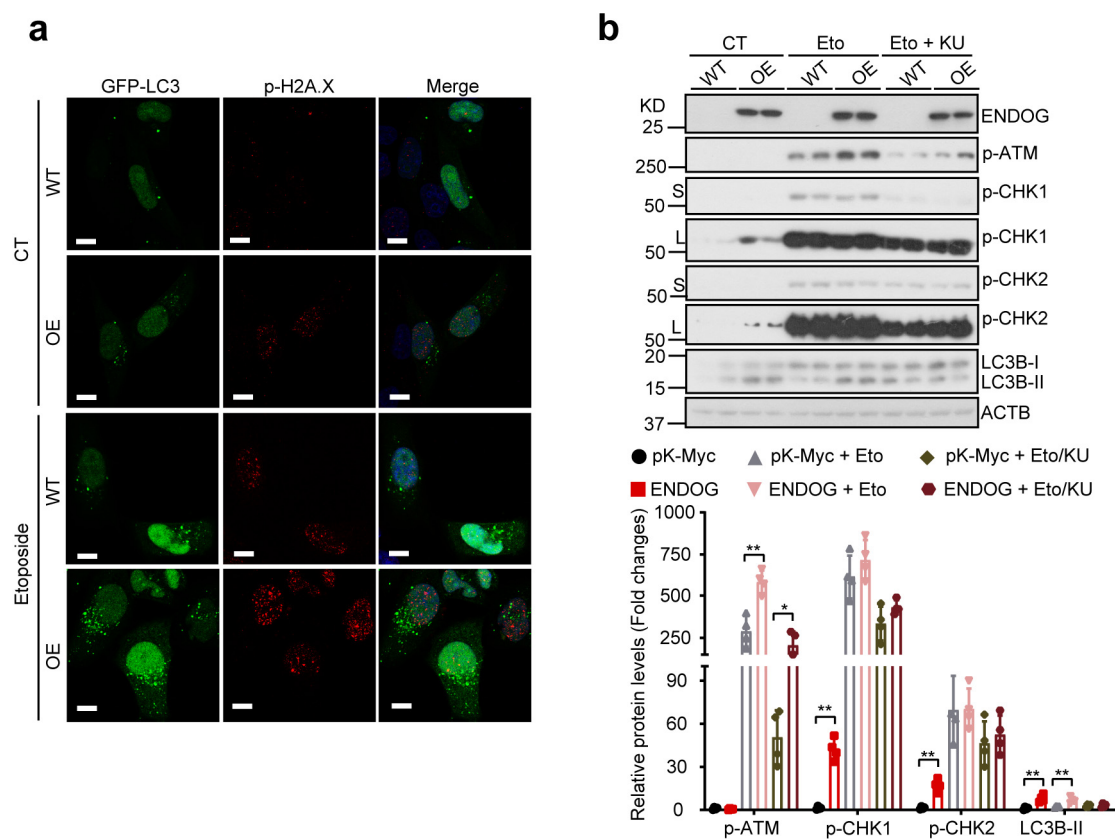 a
GFP-LC3 p-H2A.X Merge
CT
WT
OE
Etoposide
WT
OE
b
CT Eto Eto + KU
WT OE WT OE WT OE
KD
25 ENDOG
250 p-ATM
S 50 p-CHK1
L 50 p-CHK1
S 50 p-CHK2
L 50 p-CHK2
20 LC3B-I
15 LC3B-II
37 ACTB
pK-Myc pK-Myc + Eto pK-Myc + Eto/KU
ENDOG ENDOG + Eto ENDOG + Eto/KU
Relative protein levels (Fold changes)
1000
750
500
250
90
60
30
0
** * ** ** ** **
p-ATM p-CHK1 p-CHK2 LC3B-II